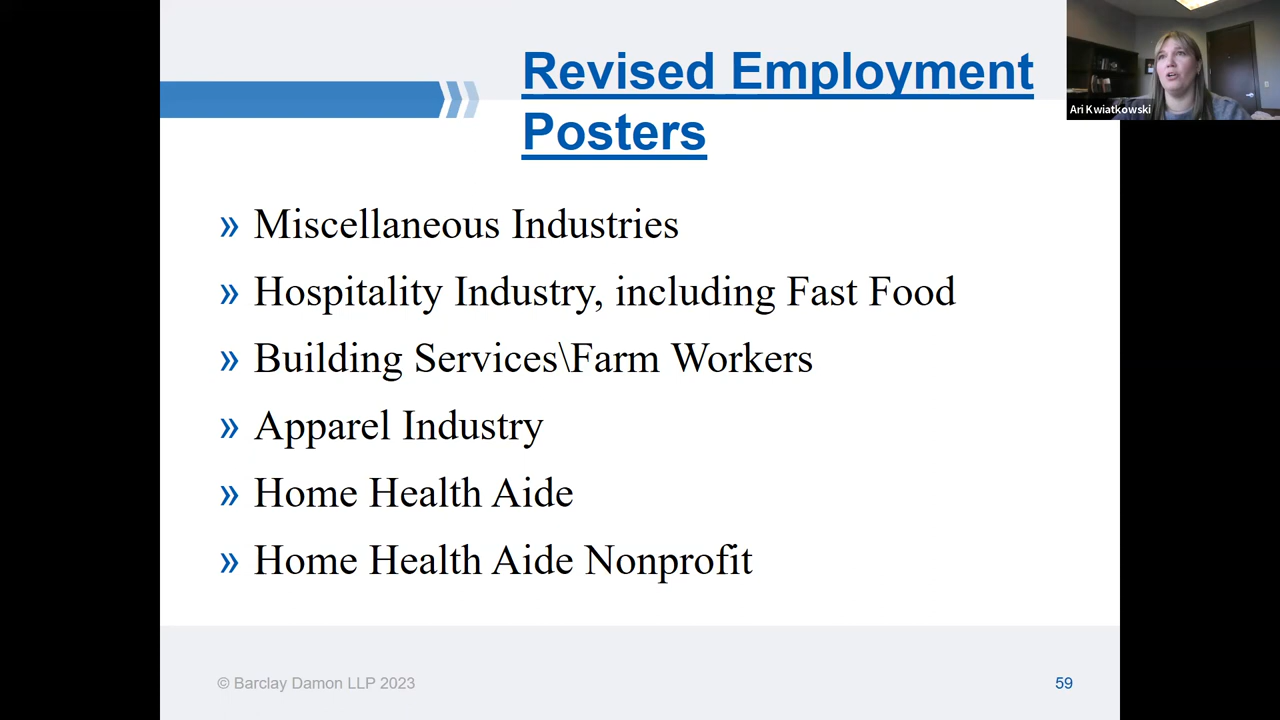 Revised Employment
Posters
Ari Kwiatkowski
» Miscellaneous Industries
» Hospitality Industry, including Fast Food
» Building Services\Farm Workers
» Apparel Industry
» Home Health Aide
» Home Health Aide Nonprofit
© Barclay Damon LLP 2023
59